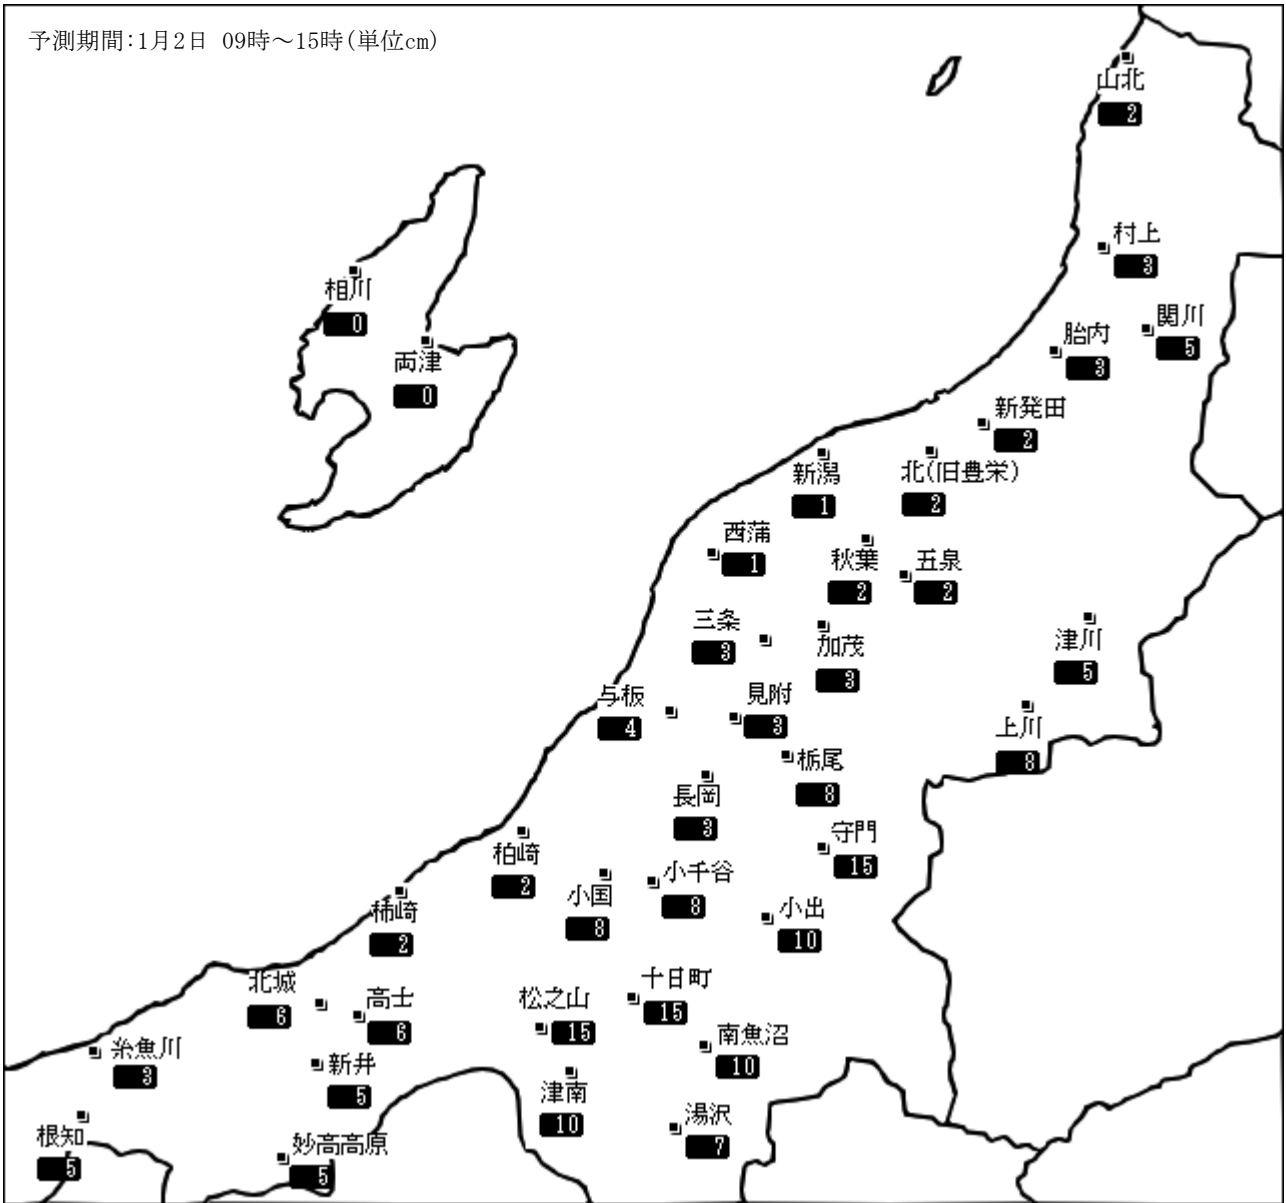 予測期間:1月2日 09時～15時(単位cm)
山北
2
村上
3
関川
5
胎内
3
相川
0
両津
0
新発田
2
新潟
1
北(旧豊栄)
2
西蒲
1
秋葉
2
五泉
2
三条
3
加茂
3
津川
5
与板
4
見附
3
上川
8
栃尾
8
長岡
3
守門
15
柏崎
2
小国
8
小千谷
8
小出
10
柿崎
2
北城
6
高士
6
松之山
15
十日町
15
南魚沼
10
糸魚川
3
新井
5
津南
10
湯沢
7
根知
5
妙高高原
5